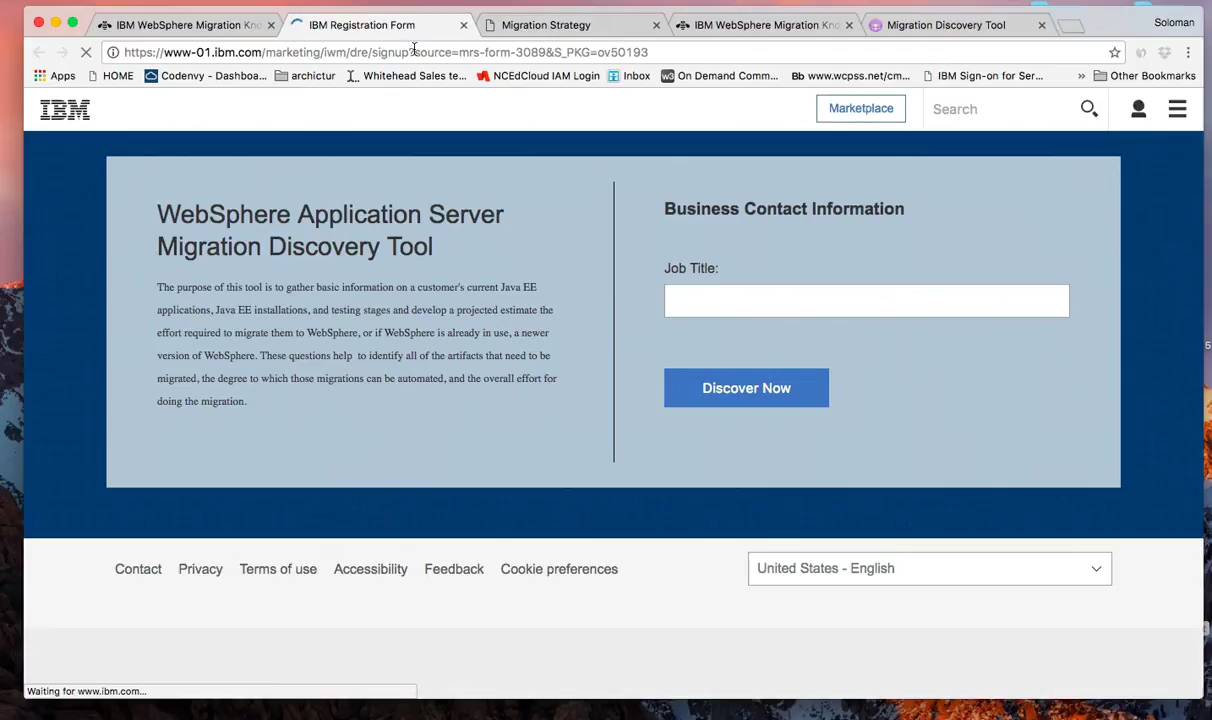 IBM WebSphere Migration Kno
IBM Registration Form
Migration Strategy
IBM WebSphere Migration Kno
Migration Discovery Tool
Soloman
https://www-01.ibm.com/marketing/iwm/dre/signup?source=mrs-form-3089&S_PKG=ov50193
Apps
HOME
Codenvy - Dashboa...
archictur
Whitehead Sales te...
NCEdCloud IAM Login
Inbox
w3 On Demand Comm...
Bb www.wcpss.net/cm...
IBM Sign-on for Ser...
»
Other Bookmarks
IBM
Marketplace
Search
WebSphere Application Server
Migration Discovery Tool
The purpose of this tool is to gather basic information on a customer's current Java EE
applications, Java EE installations, and testing stages and develop a projected estimate the
effort required to migrate them to WebSphere, or if WebSphere is already in use, a newer
version of WebSphere. These questions help to identify all of the artifacts that need to be
migrated, the degree to which those migrations can be automated, and the overall effort for
doing the migration.
Business Contact Information
Job Title:
Discover Now
Contact
Privacy
Terms of use
Accessibility
Feedback
Cookie preferences
United States - English
Waiting for www.ibm.com...